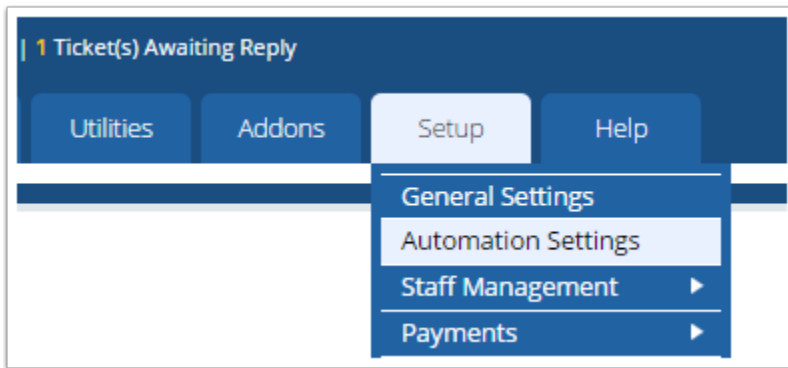 | 1 Ticket(s) Awaiting Reply
Utilities Addons Setup Help
General Settings
Automation Settings
Staff Management
Payments